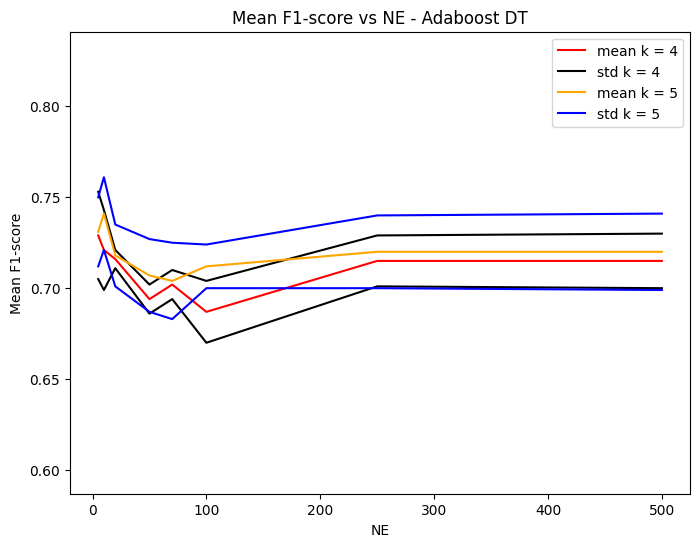 Mean F1-score vs NE - Adaboost DT
mean k = 4
std k = 4
mean k = 5
std k = 5
Mean F1-score
0.80
0.75
0.70
0.65
0.60
0
100
200
300
400
500
NE